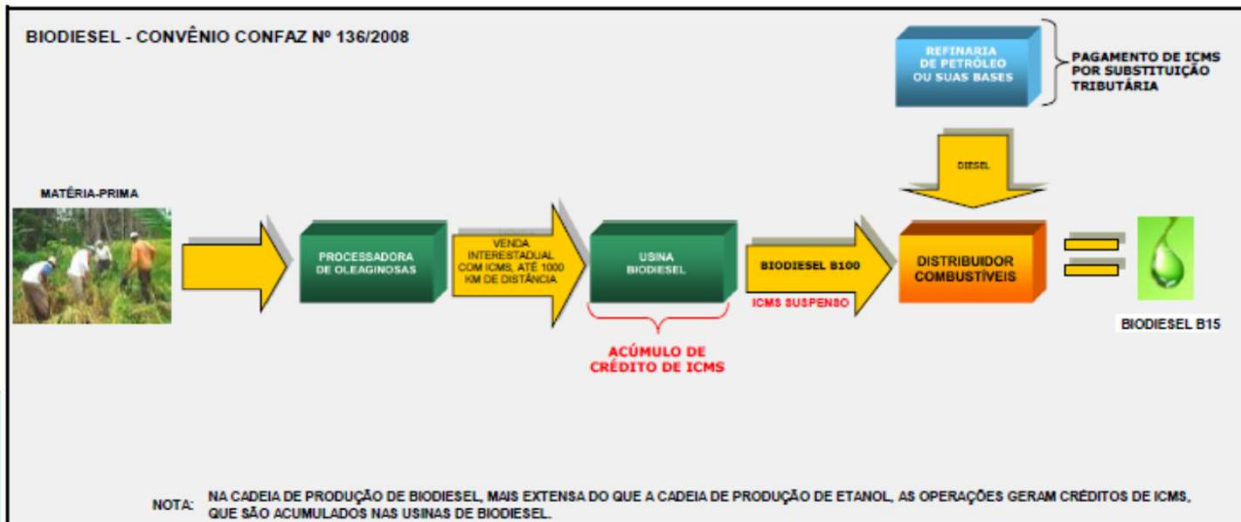 BIODIESEL - CONVÊNIO CONFAZ Nº 136/2008
REFINARIA
DE PETRÓLEO
OU SUAS BASES
PAGAMENTO DE ICMS
POR SUBSTITUIÇÃO
TRIBUTÁRIA
DIESEL
MATÉRIA-PRIMA
PROCESSADORA
DE OLEAGINOSAS
VENDA
INTERESTADUAL
COM ICMS, ATÉ 1000
KM DE DISTÂNCIA
USINA
BIODIESEL
BIODIESEL B100
ICMS SUSPENSO
DISTRIBUIDOR
COMBUSTÍVEIS
BIODIESEL B15
ACÚMULO DE
CRÉDITO DE ICMS
NOTA: NA CADEIA DE PRODUÇÃO DE BIODIESEL, MAIS EXTENSA DO QUE A CADEIA DE PRODUÇÃO DE ETANOL, AS OPERAÇÕES GERAM CRÉDITOS DE ICMS,
QUE SÃO ACUMULADOS NAS USINAS DE BIODIESEL.